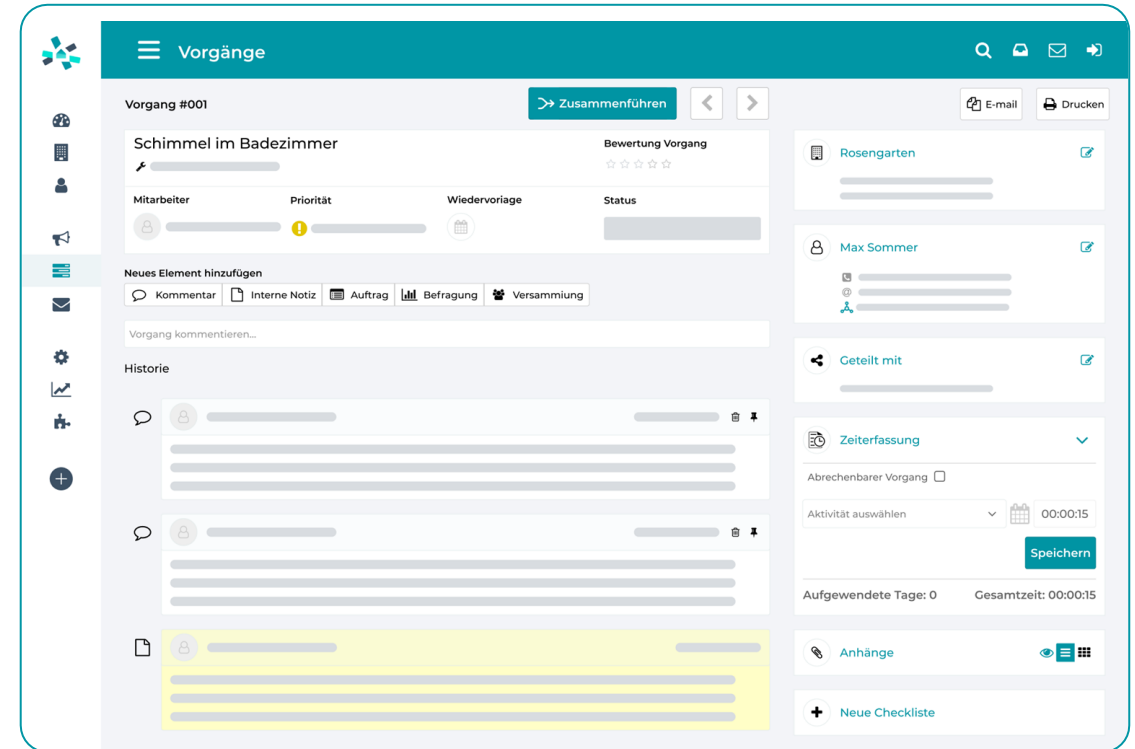 Vorgänge
Vorgang #001
Zusammenführen
E-mail
Drucken
Schimmel im Badezimmer
Bewertung Vorgang
Mitarbeiter
Priorität
Wiedervoriage
Status
Neues Element hinzufügen
Kommentar
Interne Notiz
Auftrag
Befragung
Versammiung
Vorgang kommentieren...
Historie
Rosengarten
Max Sommer
Geteilt mit
Zeiterfassung
Abrechenbarer Vorgang
Aktivität auswählen
00:00:15
Speichern
Aufgewendete Tage: 0
Gesamtzeit: 00:00:15
Anhänge
Neue Checkliste